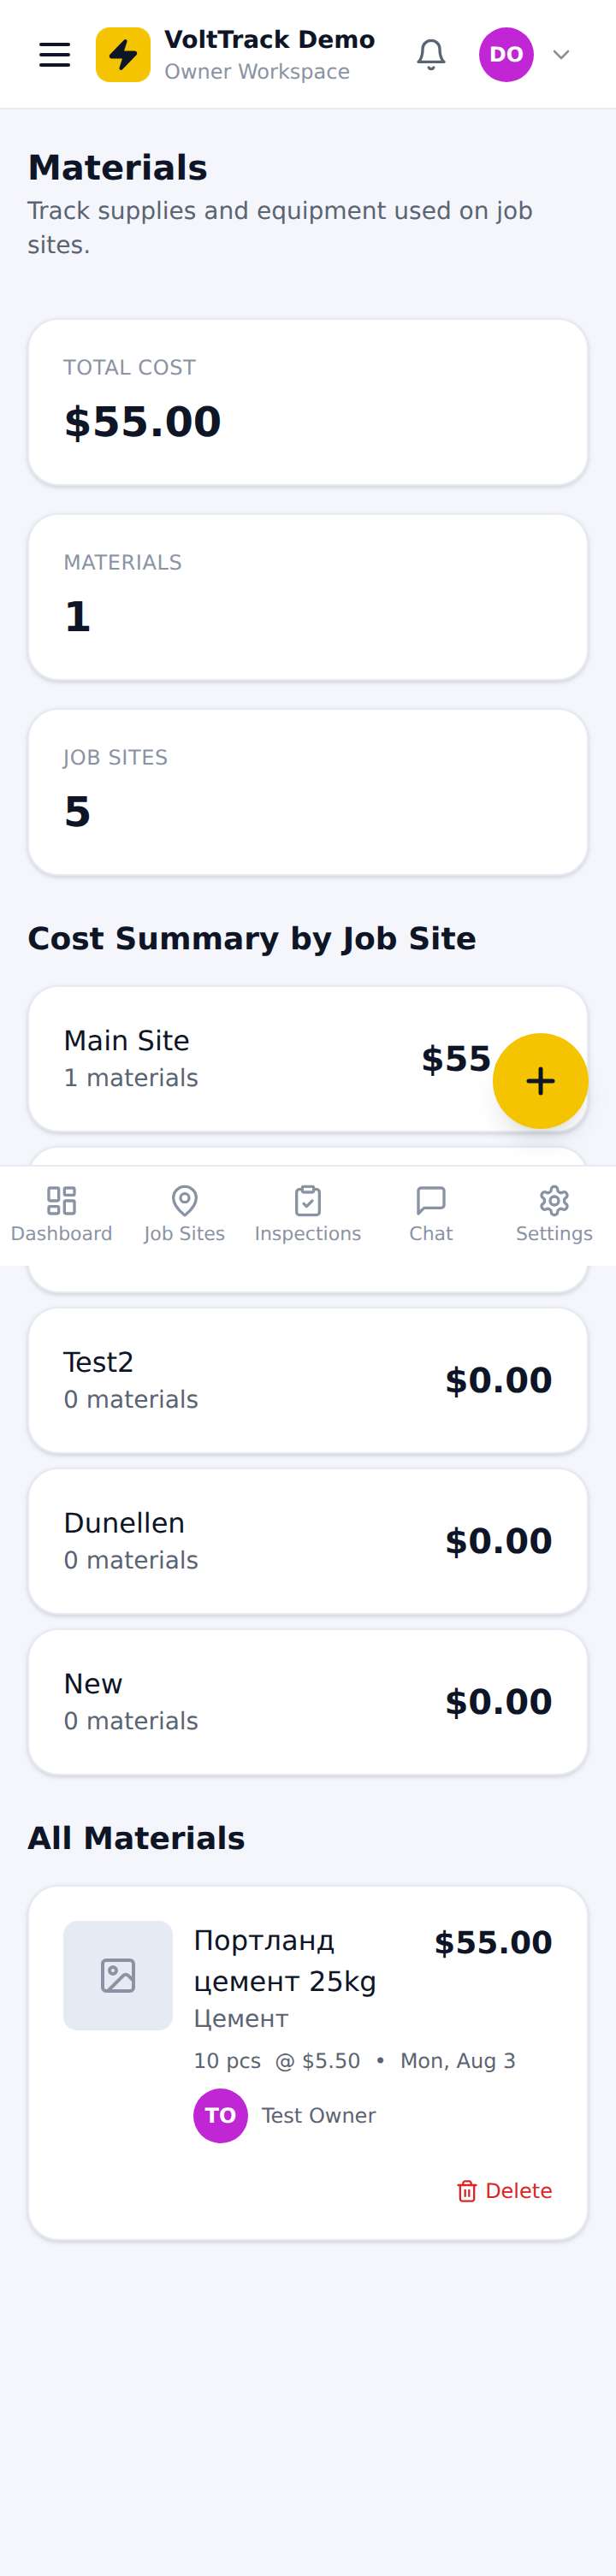 VoltTrack Demo
Owner Workspace
DO
Materials
Track supplies and equipment used on job
sites.
TOTAL COST
$55.00
MATERIALS
1
JOB SITES
5
Cost Summary by Job Site
Main Site
$55
1 materials
Dashboard
Job Sites
Inspections
Chat
Settings
Test2
0 materials
$0.00
Dunellen
0 materials
$0.00
New
0 materials
$0.00
All Materials
Портланд
цемент 25kg
$55.00
Цемент
10 pcs @ $5.50 • Mon, Aug 3
TO
Test Owner
Delete